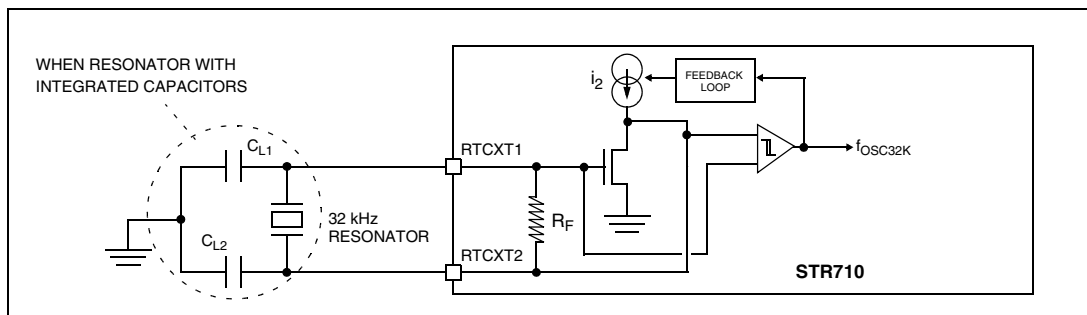 WHEN RESONATOR WITH
INTEGRATED CAPACITORS
i2
FEEDBACK
LOOP
CL1
RTCXT1
fOSC32K
32 kHz
RESONATOR
RF
CL2
RTCXT2
STR710